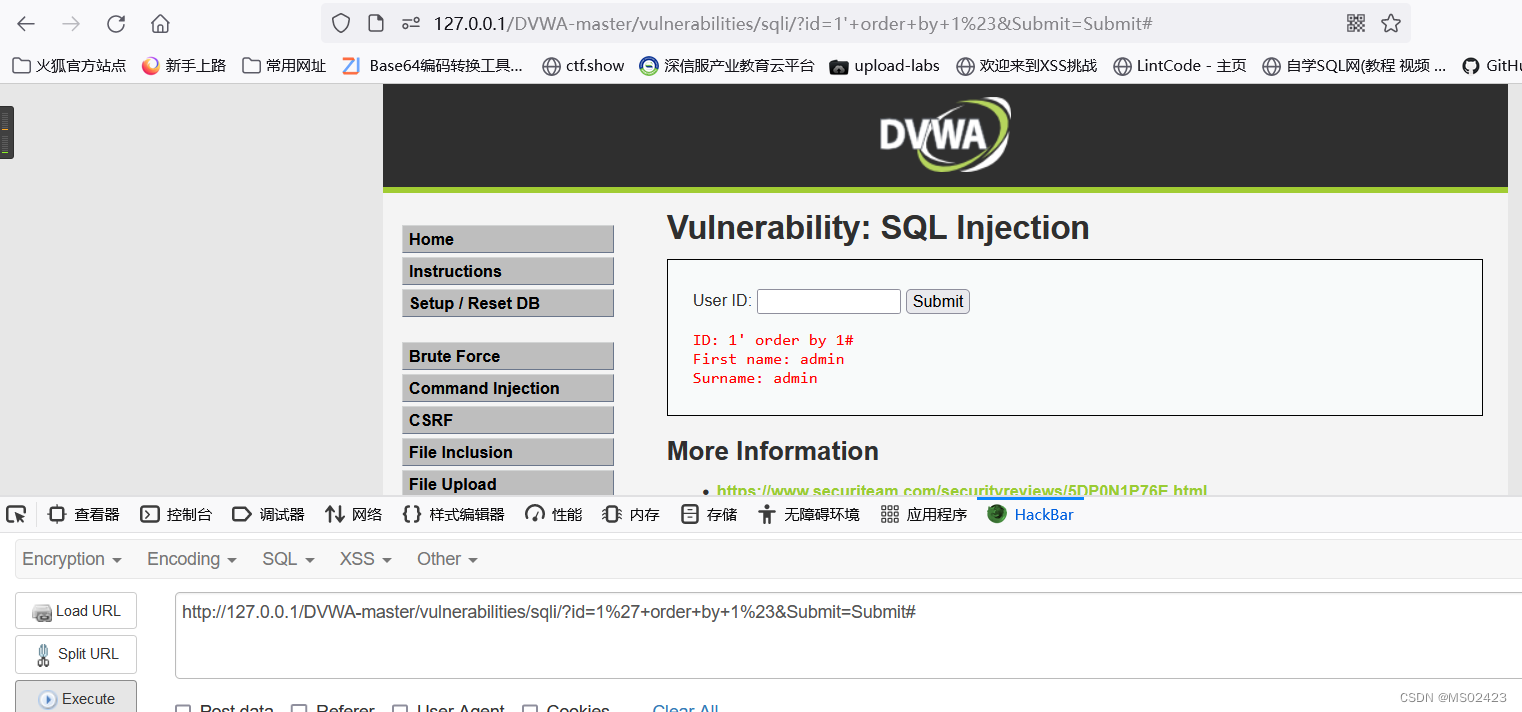 127.0.0.1/DVWA-master/vulnerabilities/sqli/?id=1'+order+by+1%23&Submit=Submit#
火狐官方站点 新手上路 常用网址 Base64编码转换工具... ctf.show 深信服产业教育云平台 upload-labs 欢迎来到XSS挑战 LintCode - 主页 自学SQL网(教程 视频 ...
DVWA
Home
Instructions
Setup / Reset DB
Brute Force
Command Injection
CSRF
File Inclusion
File Upload
Vulnerability: SQL Injection
User ID: Submit
ID: 1' order by 1#
First name: admin
Surname: admin
More Information
https://www.securiteam.com/securityreviews/5DP0N1P76E.html
查看器 控制台 调试器 网络 样式编辑器 性能 内存 存储 无障碍环境 应用程序 HackBar
Encryption Encoding SQL XSS Other
Load URL
Split URL
Execute
http://127.0.0.1/DVWA-master/vulnerabilities/sqli/?id=1%27+order+by+1%23&Submit=Submit#
Post data Referer User Agent Cookies Clear All
CSDN @MS02423